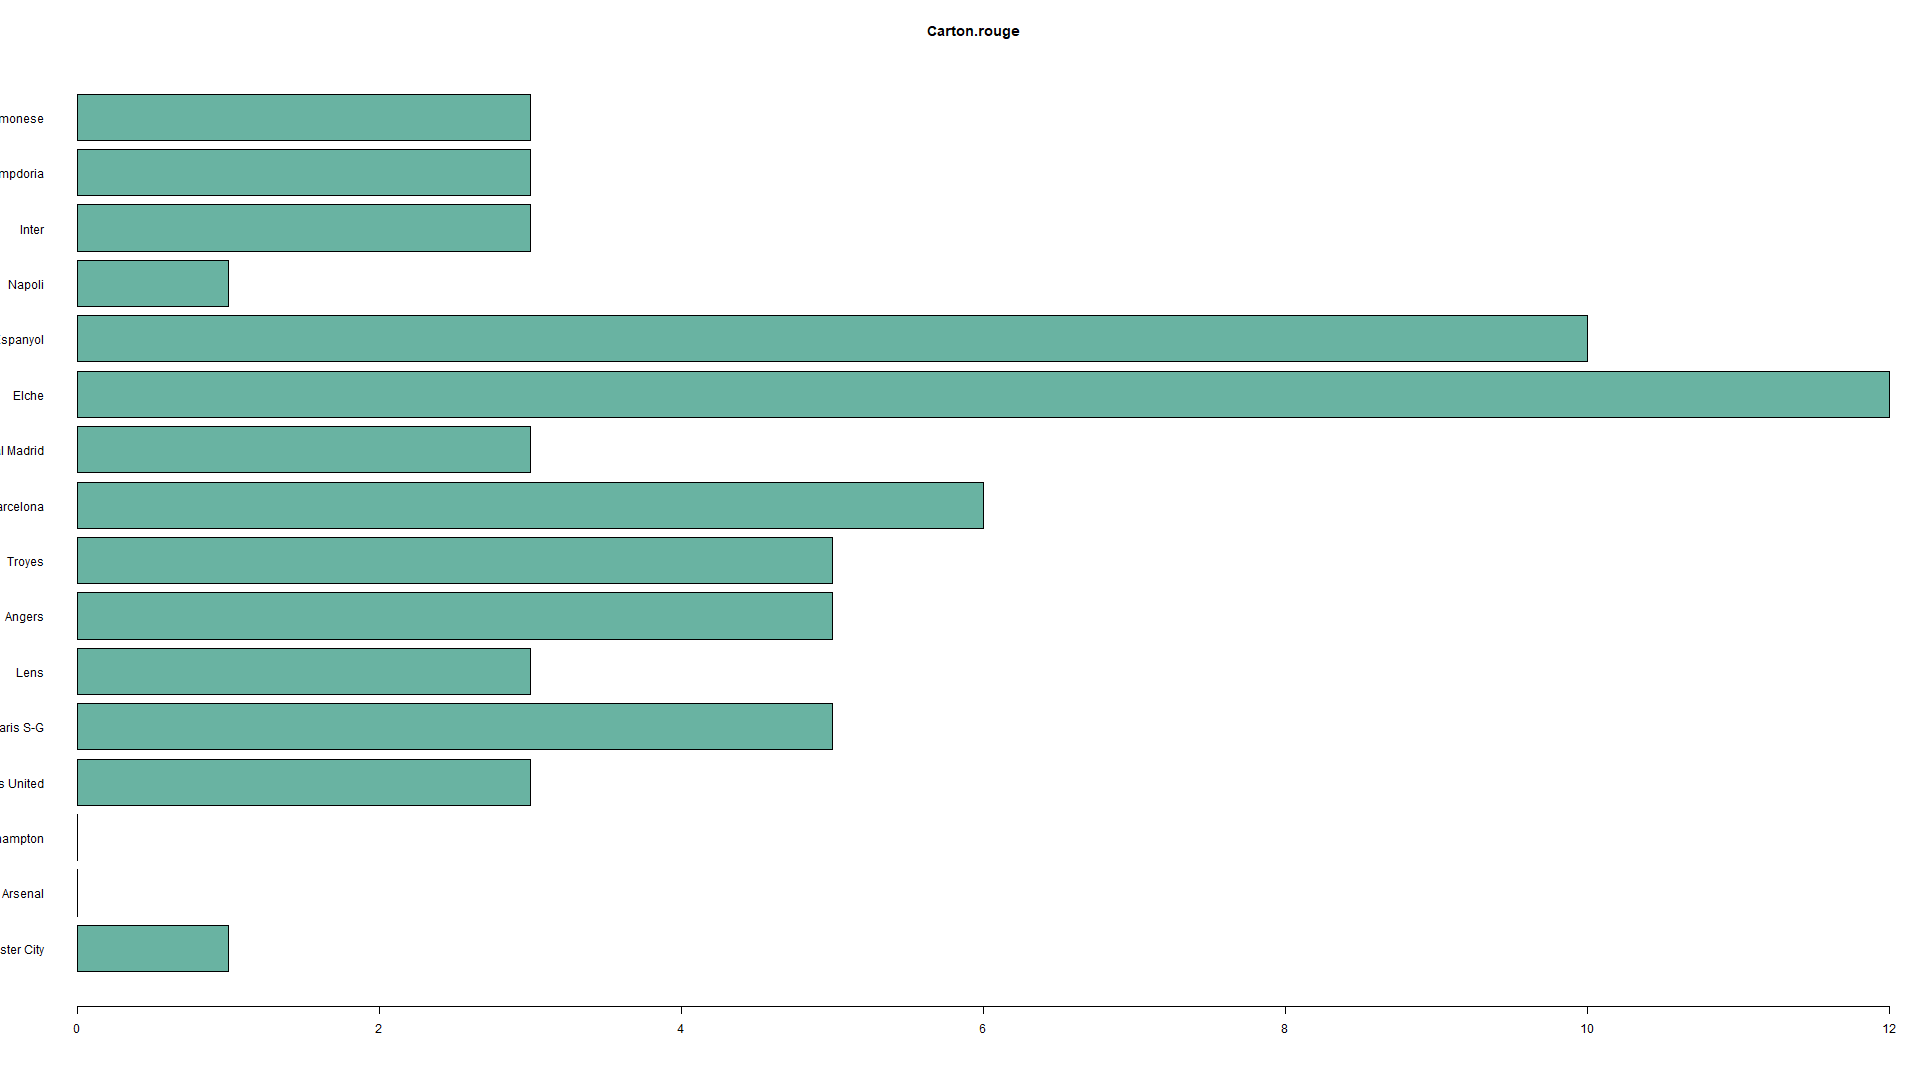 Carton.rouge
monese
mpdoria
Inter
Napoli
spanyol
Elche
l Madrid
arcelona
Troyes
Angers
Lens
aris S-G
s United
hampton
Arsenal
ster City
0 2 4 6 8 10 12